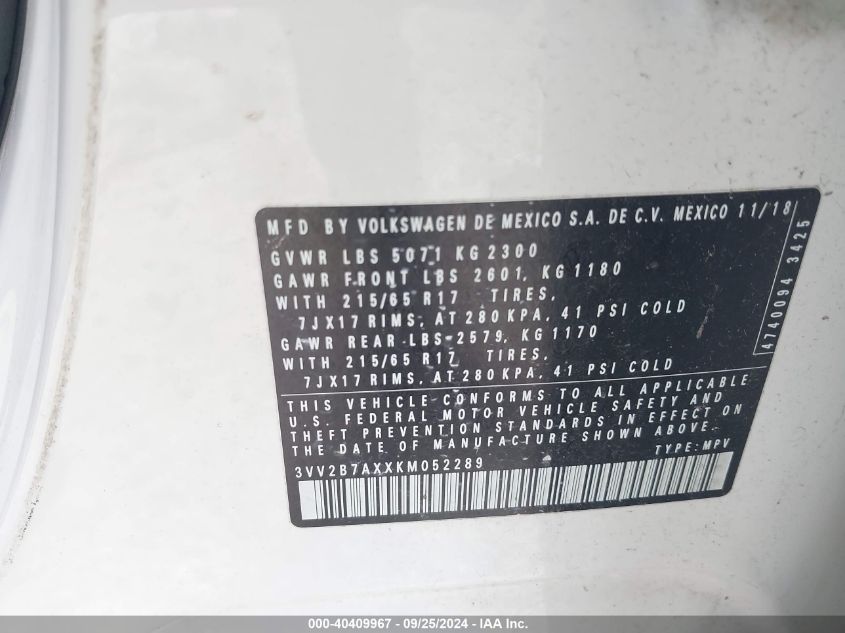 MFD BY VOLKSWAGEN DE MEXICO S.A. DE C.V. MEXICO 11/18
GVWR LBS 5071 KG 2300
GAWR FRONT LBS 2601, KG 1180
WITH 215/65 R17 TIRES,
7JX17 RIMS, AT 280 KPA, 41 PSI COLD
GAWR REAR LBS 2579, KG 1170
WITH 215/65 R17 TIRES,
7JX17 RIMS, AT 280 KPA, 41 PSI COLD
4740094 3425
THIS VEHICLE CONFORMS TO ALL APPLICABLE
U.S. FEDERAL MOTOR VEHICLE SAFETY AND
THEFT PREVENTION STANDARDS IN EFFECT ON
THE DATE OF MANUFACTURE SHOWN ABOVE.
TYPE: MPV
3VV2B7AXXKM052289
000-40409967 - 09/25/2024 - IAA Inc.